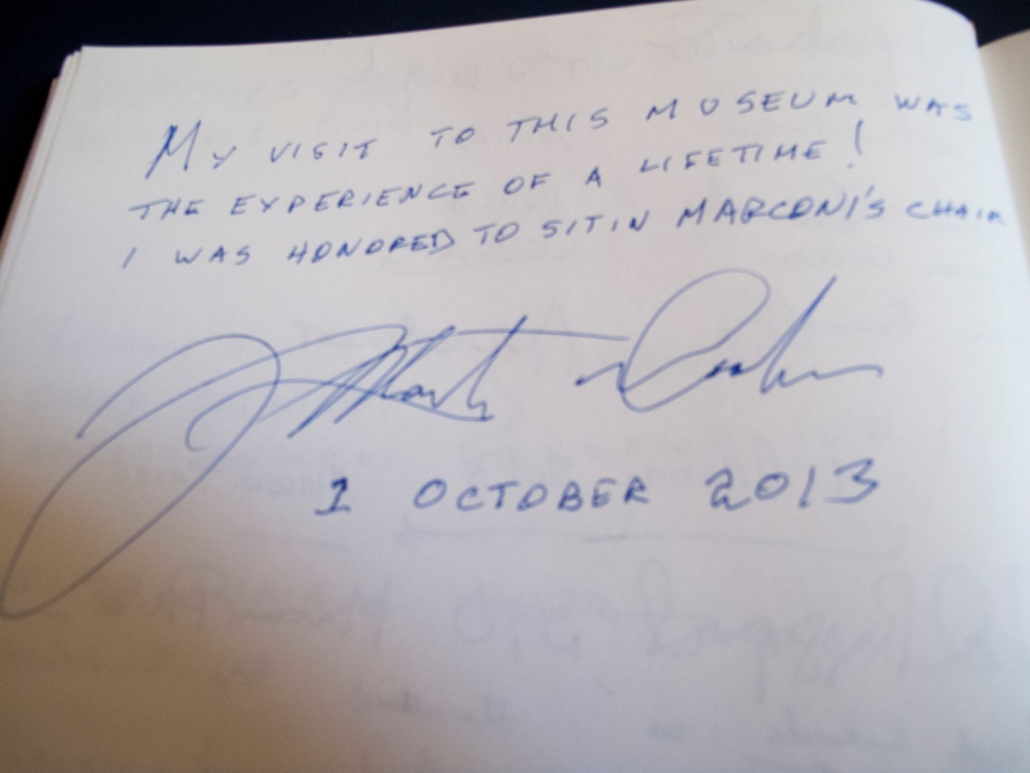 MY VISIT TO THIS MUSEUM WAS
THE EXPERIENCE OF A LIFETIME!
I WAS HONORED TO SIT IN MARCONI'S CHAIR
1 OCTOBER 2013